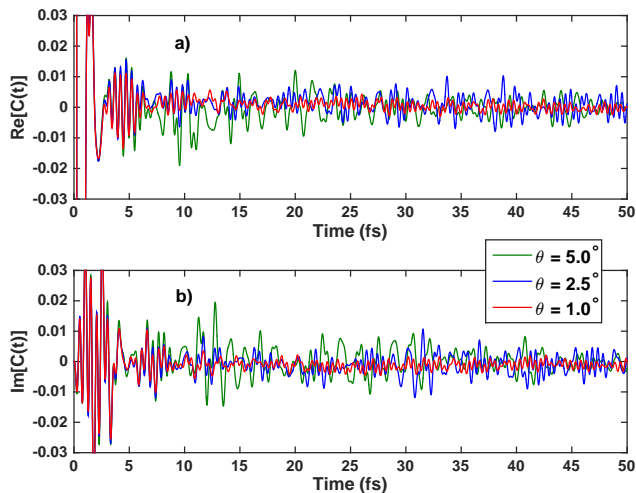 0.03
0.02
0.01
0
-0.01
-0.02
-0.03
Re[C(t)]
a)
0 5 10 15 20 25 30 35 40 45 50
Time (fs)
θ = 5.0°
θ = 2.5°
θ = 1.0°
0.03
0.02
0.01
0
-0.01
-0.02
-0.03
Im[C(t)]
b)
0 5 10 15 20 25 30 35 40 45 50
Time (fs)